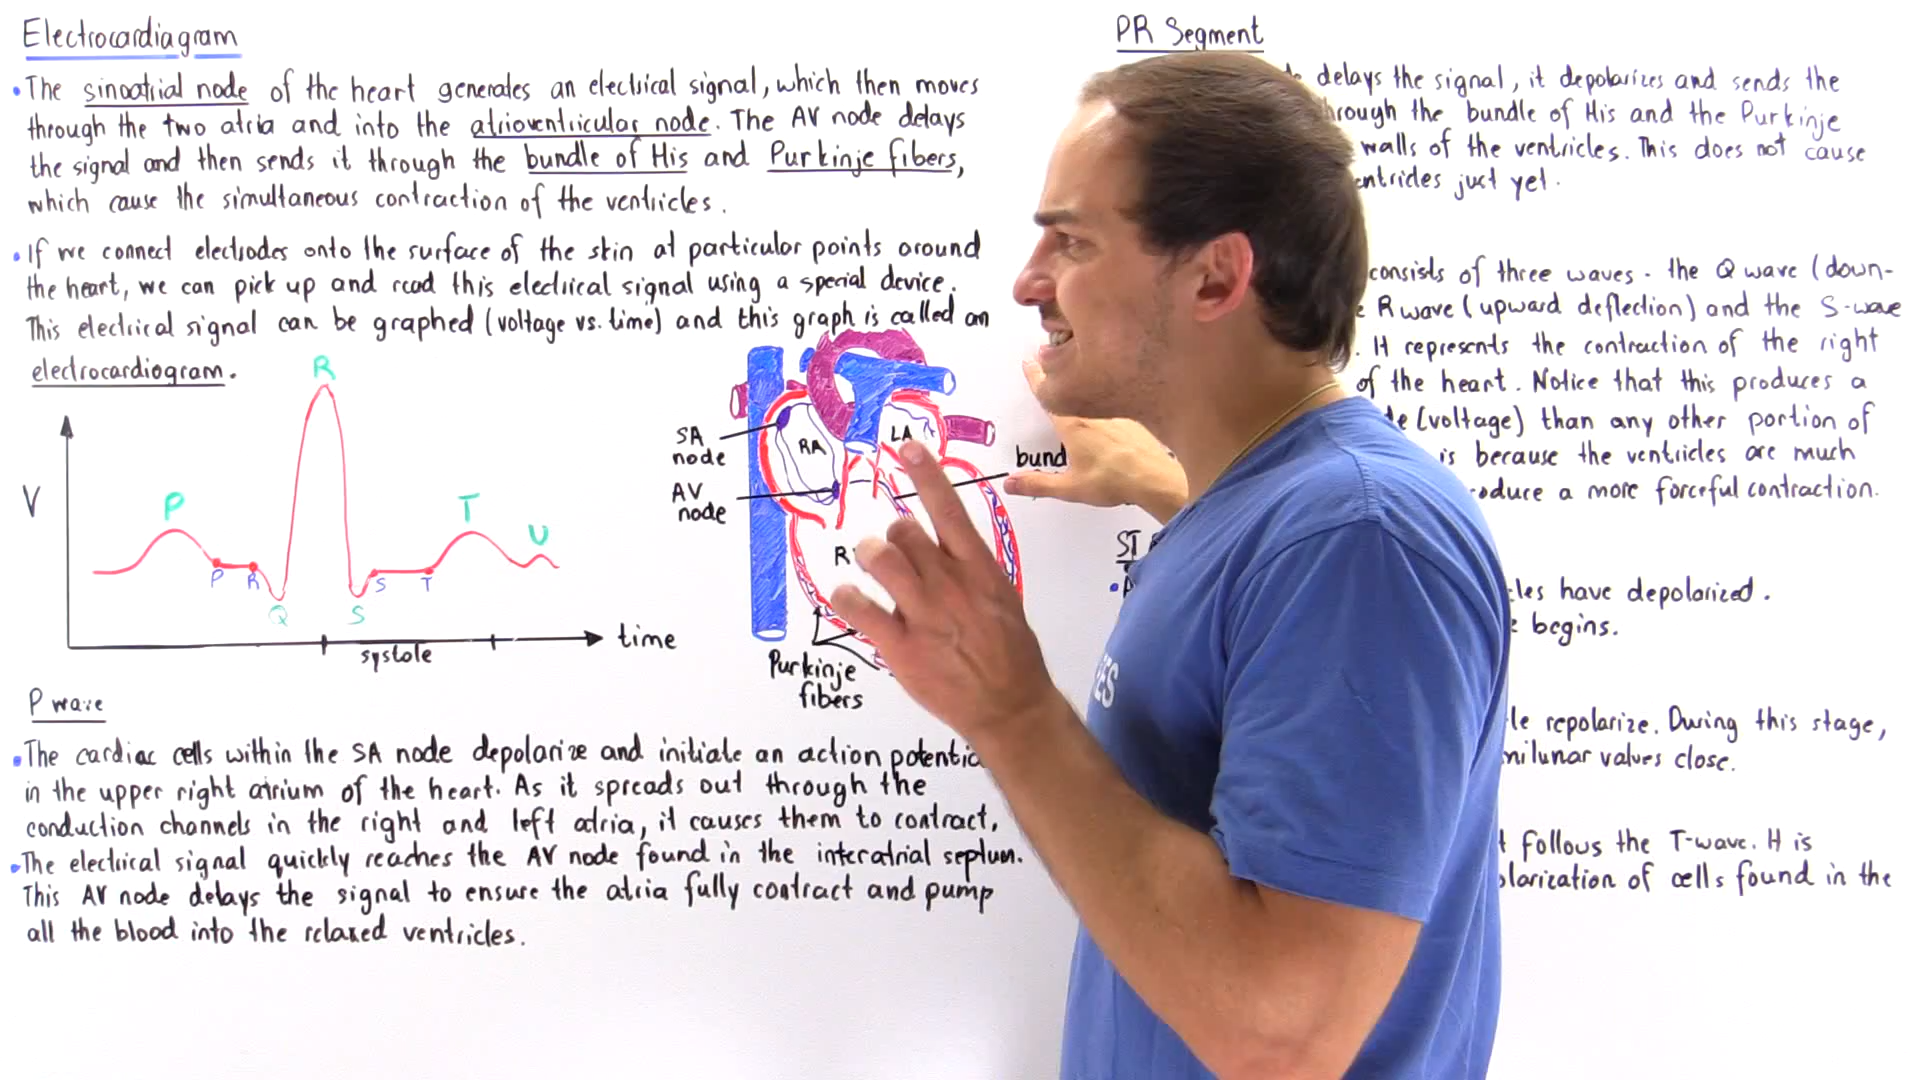 Electrocardiagram
• The sinoatrial node of the heart generates an electrical signal, which then moves
through the two atria and into the atrioventricular node. The AV node delays
the signal and then sends it through the bundle of His and Purkinje fibers,
which cause the simultaneous contraction of the ventricles.
• If we connect electrodes onto the surface of the skin at particular points around
the heart, we can pick up and read this electrical signal using a special device.
This electrical signal can be graphed (voltage vs. time) and this graph is called an
electrocardiogram.
R
V
P
T
U
P R
S T
Q
S
time
systole
SA
node
AV
node
RA
LA
R
bund
Purkinje
fibers
P wave
• The cardiac cells within the SA node depolarize and initiate an action potentia
in the upper right atrium of the heart. As it spreads out through the
conduction channels in the right and left atria, it causes them to contract.
• The electrical signal quickly reaches the AV node found in the interatrial septum.
This AV node delays the signal to ensure the atria fully contract and pump
all the blood into the relaxed ventricles.
PR Segment
delays the signal, it depolarizes and sends the
hrough the bundle of His and the Purkinje
walls of the ventricles. This does not cause
entricles just yet.
consists of three waves - the Q wave (down-
e R wave (upward deflection) and the S-wave
. It represents the contraction of the right
of the heart. Notice that this produces a
de (voltage) than any other portion of
is because the ventricles are much
roduce a more forceful contraction.
ST
cles have depolarized.
e begins.
le repolarize. During this stage,
milunar valves close.
t follows the T-wave. It is
olarization of cells found in the
ES